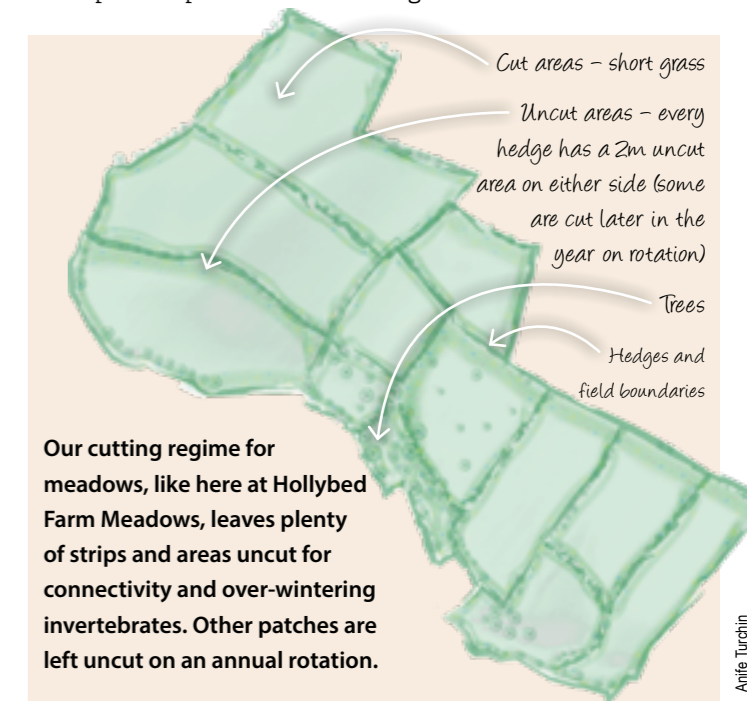 Cut areas – short grass
Uncut areas – every
hedge has a 2m uncut
area on either side (some
are cut later in the
year on rotation)
Trees
Hedges and
field boundaries
Our cutting regime for
meadows, like here at Hollybed
Farm Meadows, leaves plenty
of strips and areas uncut for
connectivity and over-wintering
invertebrates. Other patches are
left uncut on an annual rotation.
Anife Turchin